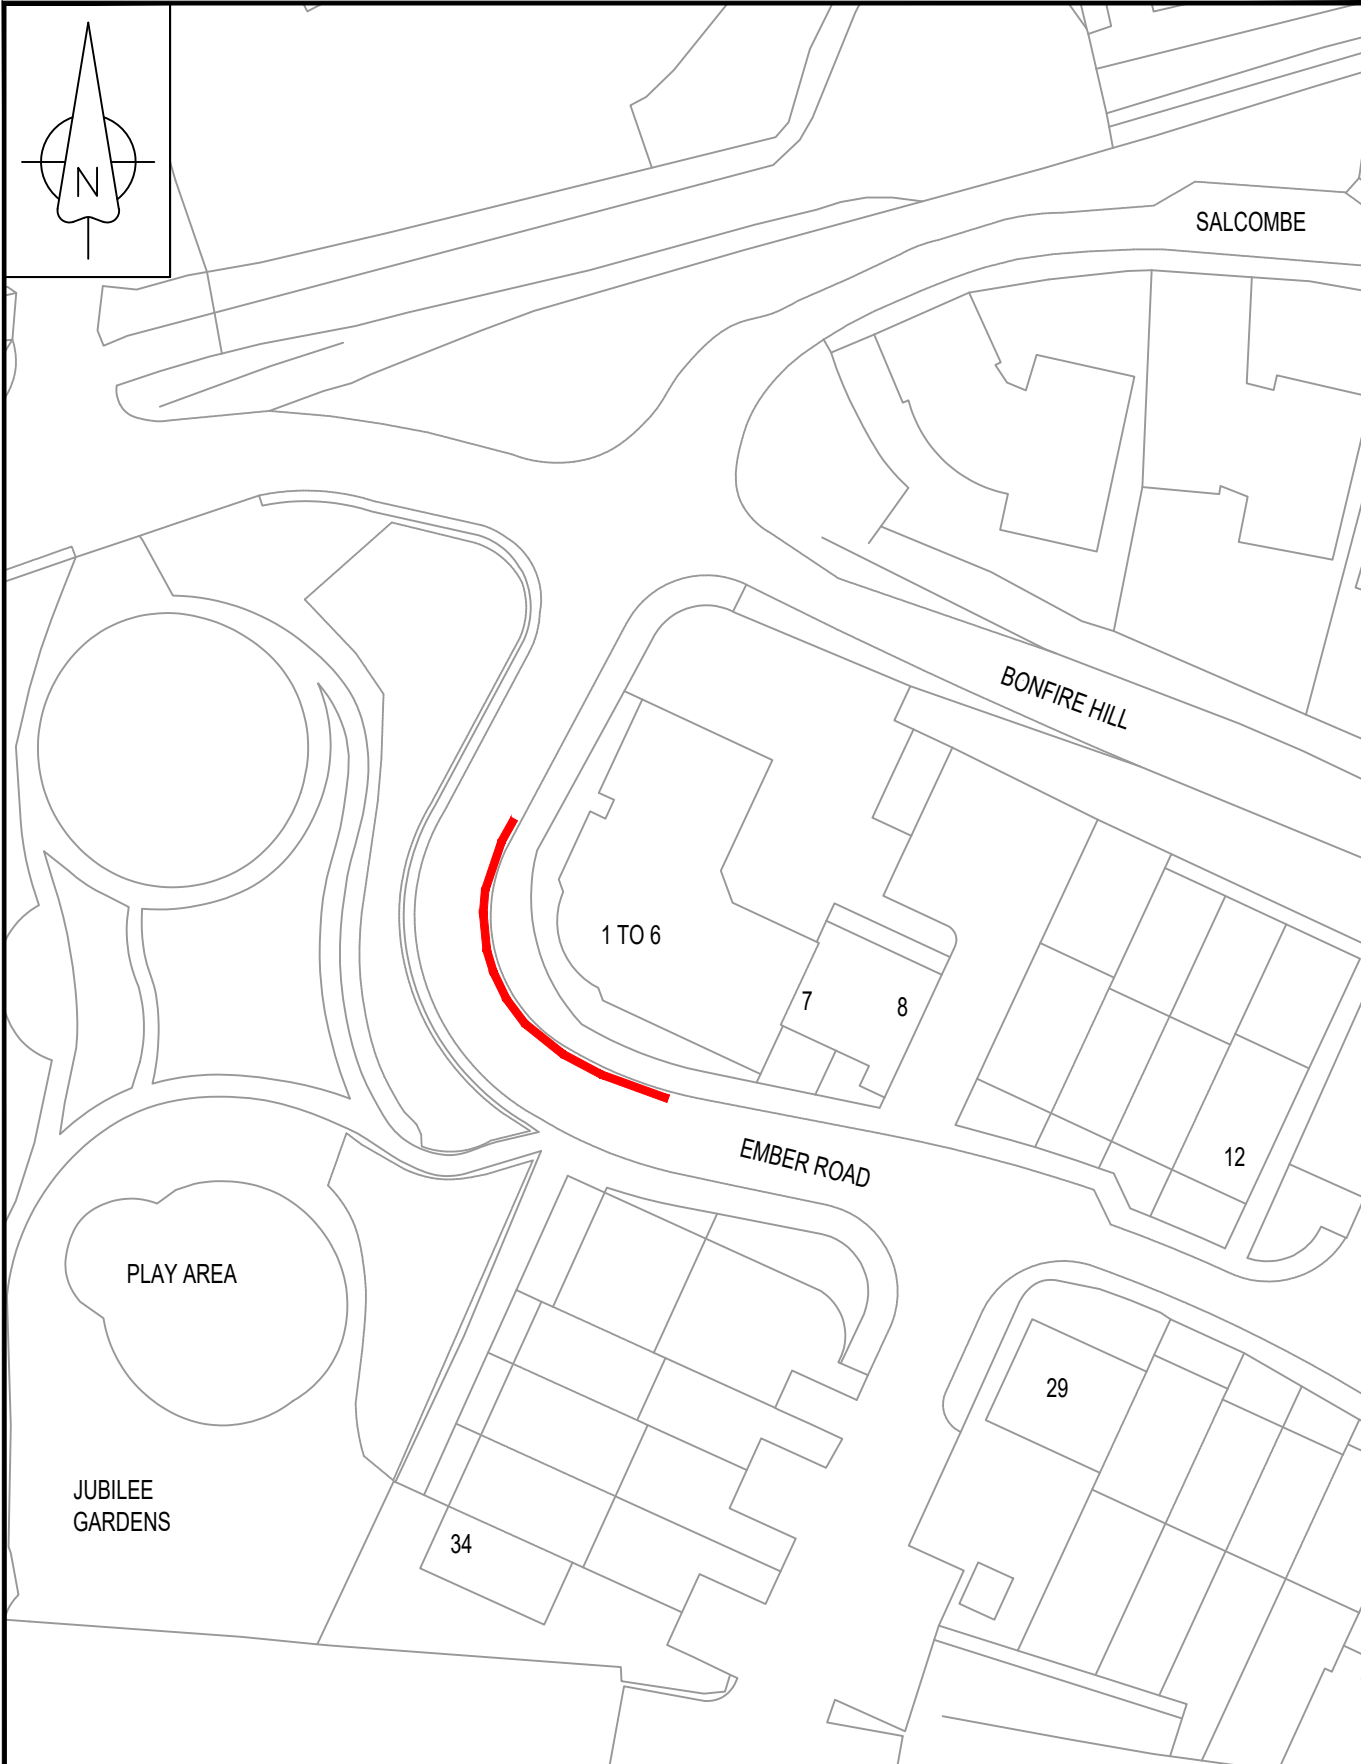 N
SALCOMBE
BONFIRE HILL
1 TO 6
7
8
EMBER ROAD
12
PLAY AREA
29
JUBILEE
GARDENS
34